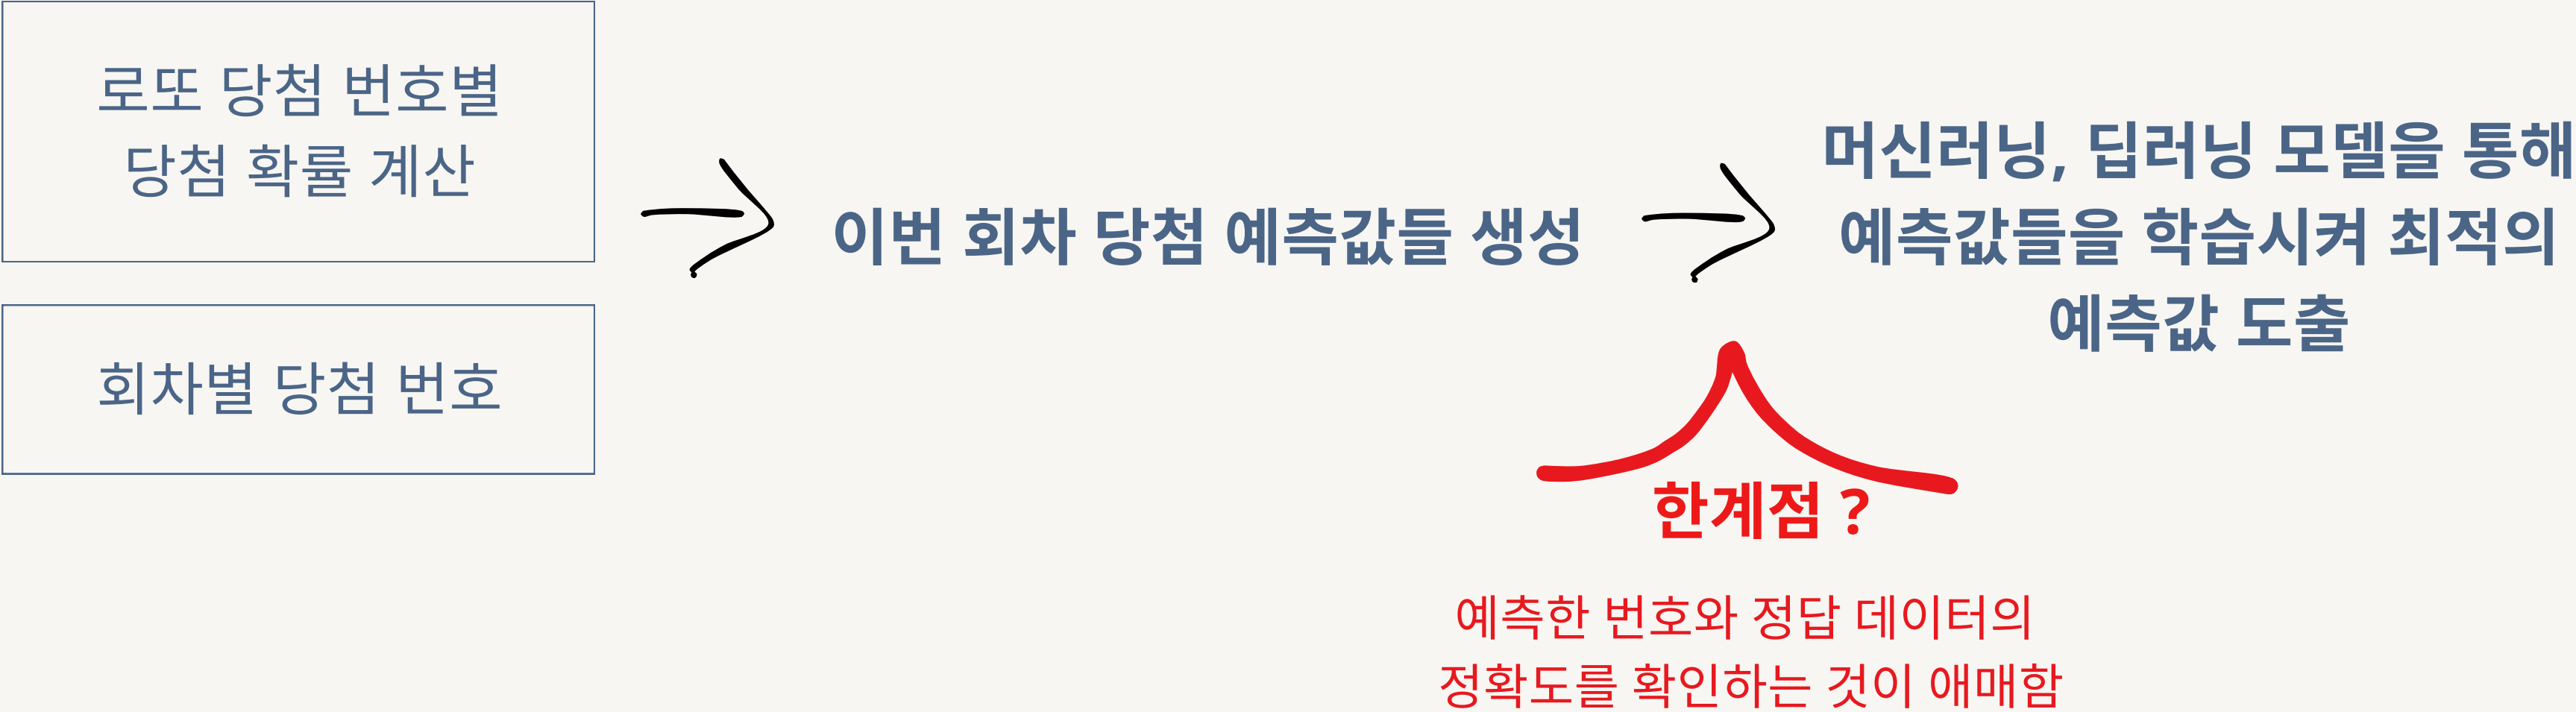 로또 당첨 번호별
당첨 확률 계산
회차별 당첨 번호
이번 회차 당첨 예측값들 생성
머신러닝, 딥러닝 모델을 통해
예측값들을 학습시켜 최적의
예측값 도출
한계점 ?
예측한 번호와 정답 데이터의
정확도를 확인하는 것이 애매함